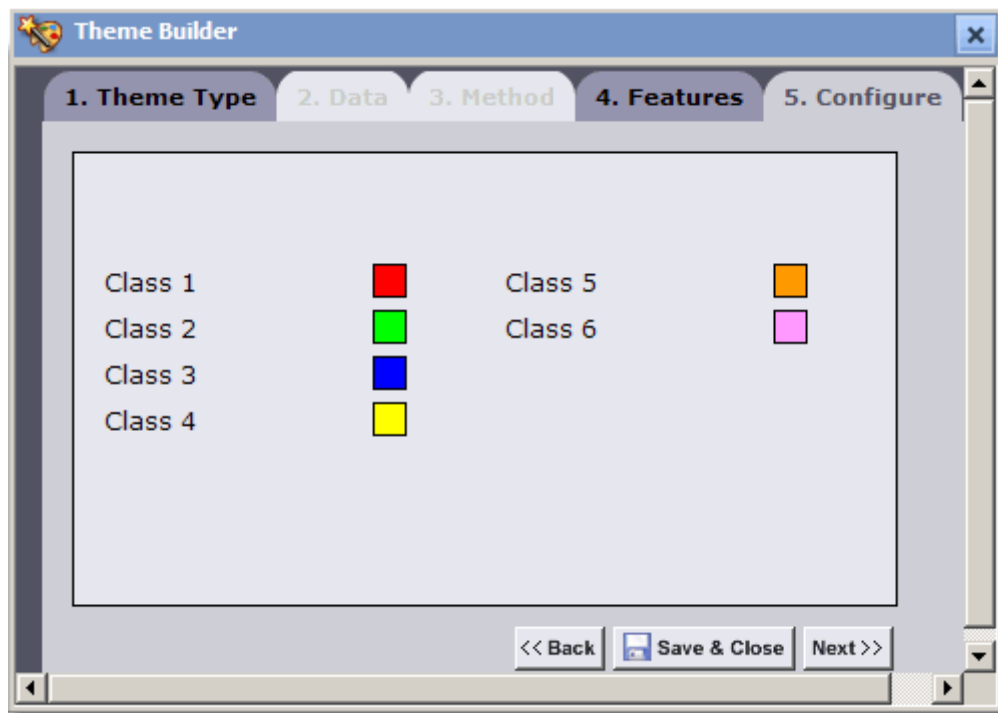 Theme Builder
1. Theme Type 2. Data 3. Method 4. Features 5. Configure
Class 1 Class 5
Class 2 Class 6
Class 3
Class 4
<< Back Save & Close Next >>